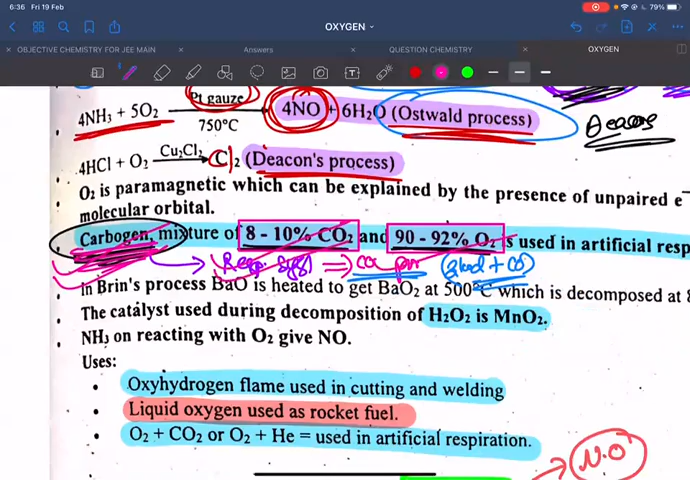 6:36 Fri 19 Feb
79%
OXYGEN
OBJECTIVE CHEMISTRY FOR JEE MAIN
Answers
QUESTION CHEMISTRY
OXYGEN
4NH₃ + 5O₂ Pt gauze 750°C 4NO + 6H₂O (Ostwald process)
Deacons
4HCl + O₂ Cu₂Cl₂ Cl₂ (Deacon's process)
O₂ is paramagnetic which can be explained by the presence of unpaired e⁻
molecular orbital.
Carbogen, mixture of 8 - 10% CO₂ and 90 - 92% O₂ is used in artificial resp
In Brin's process BaO is heated to get BaO₂ at 500°C which is decomposed at 8
The catalyst used during decomposition of H₂O₂ is MnO₂.
NH₃ on reacting with O₂ give NO.
Uses:
• Oxyhydrogen flame used in cutting and welding
• Liquid oxygen used as rocket fuel.
• O₂ + CO₂ or O₂ + He = used in artificial respiration.